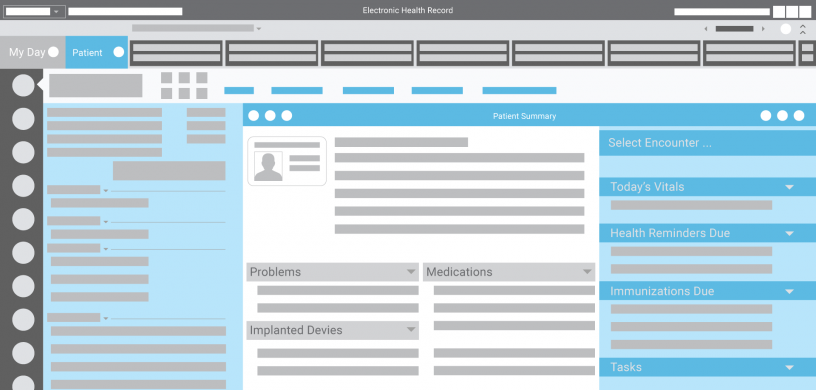 Electronic Health Record
My Day
Patient
Patient Summary
Select Encounter ...
Today's Vitals
Health Reminders Due
Problems
Medications
Immunizations Due
Implanted Devies
Tasks